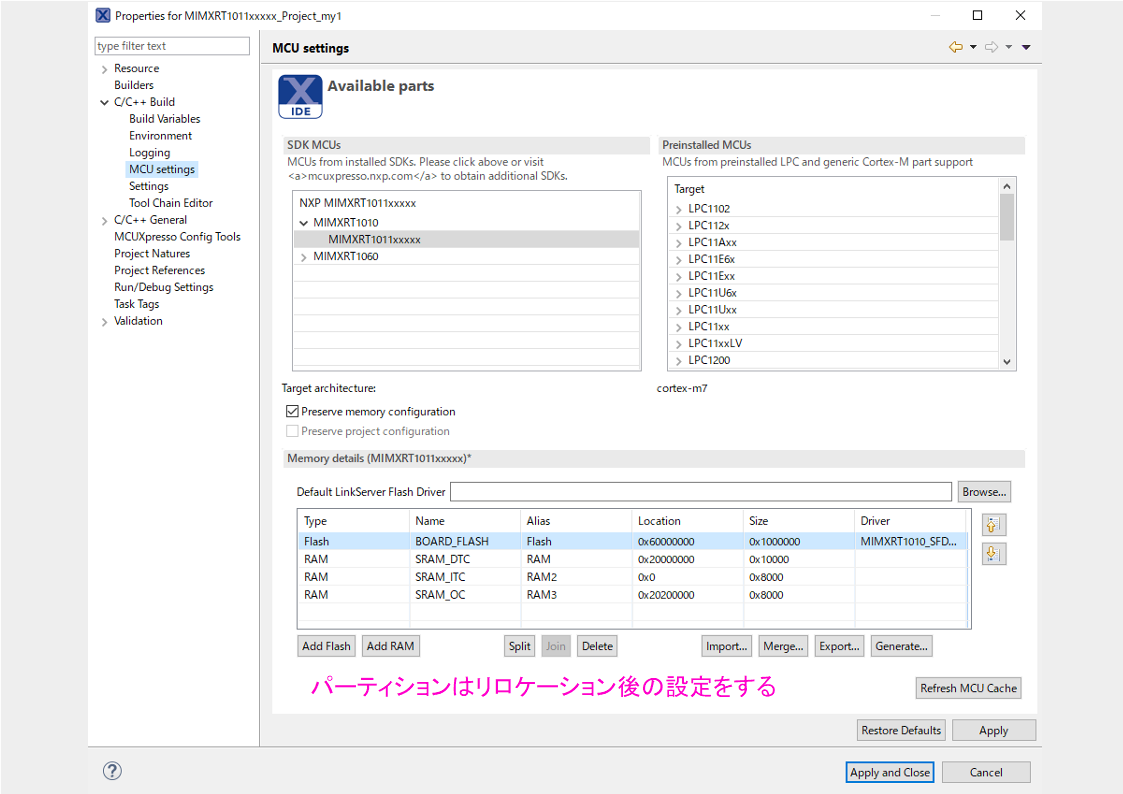 Properties for MIMXRT1011xxxxx_Project_my1
type filter text
Resource
Builders
C/C++ Build
Build Variables
Environment
Logging
MCU settings
Settings
Tool Chain Editor
C/C++ General
MCUXpresso Config Tools
Project Natures
Project References
Run/Debug Settings
Task Tags
Validation
MCU settings
X
IDE
Available parts
SDK MCUs
MCUs from installed SDKs. Please click above or visit
<a>mcuxpresso.nxp.com</a> to obtain additional SDKs.
NXP MIMXRT1011xxxxx
MIMXRT1010
MIMXRT1011xxxxx
MIMXRT1060
Preinstalled MCUs
MCUs from preinstalled LPC and generic Cortex-M part support
Target
LPC1102
LPC112x
LPC11Axx
LPC11E6x
LPC11Exx
LPC11U6x
LPC11Uxx
LPC11xx
LPC11xxLV
LPC1200
Target architecture: cortex-m7
Preserve memory configuration
Preserve project configuration
Memory details (MIMXRT1011xxxxx)*
Default LinkServer Flash Driver Browse...
Type Name Alias Location Size Driver
Flash BOARD_FLASH Flash 0x60000000 0x1000000 MIMXRT1010_SFD...
RAM SRAM_DTC RAM 0x20000000 0x10000
RAM SRAM_ITC RAM2 0x0 0x8000
RAM SRAM_OC RAM3 0x20200000 0x8000
Add Flash Add RAM Split Join Delete Import... Merge... Export... Generate...
パーティションはリロケーション後の設定をする
Refresh MCU Cache
Restore Defaults Apply
? Apply and Close Cancel